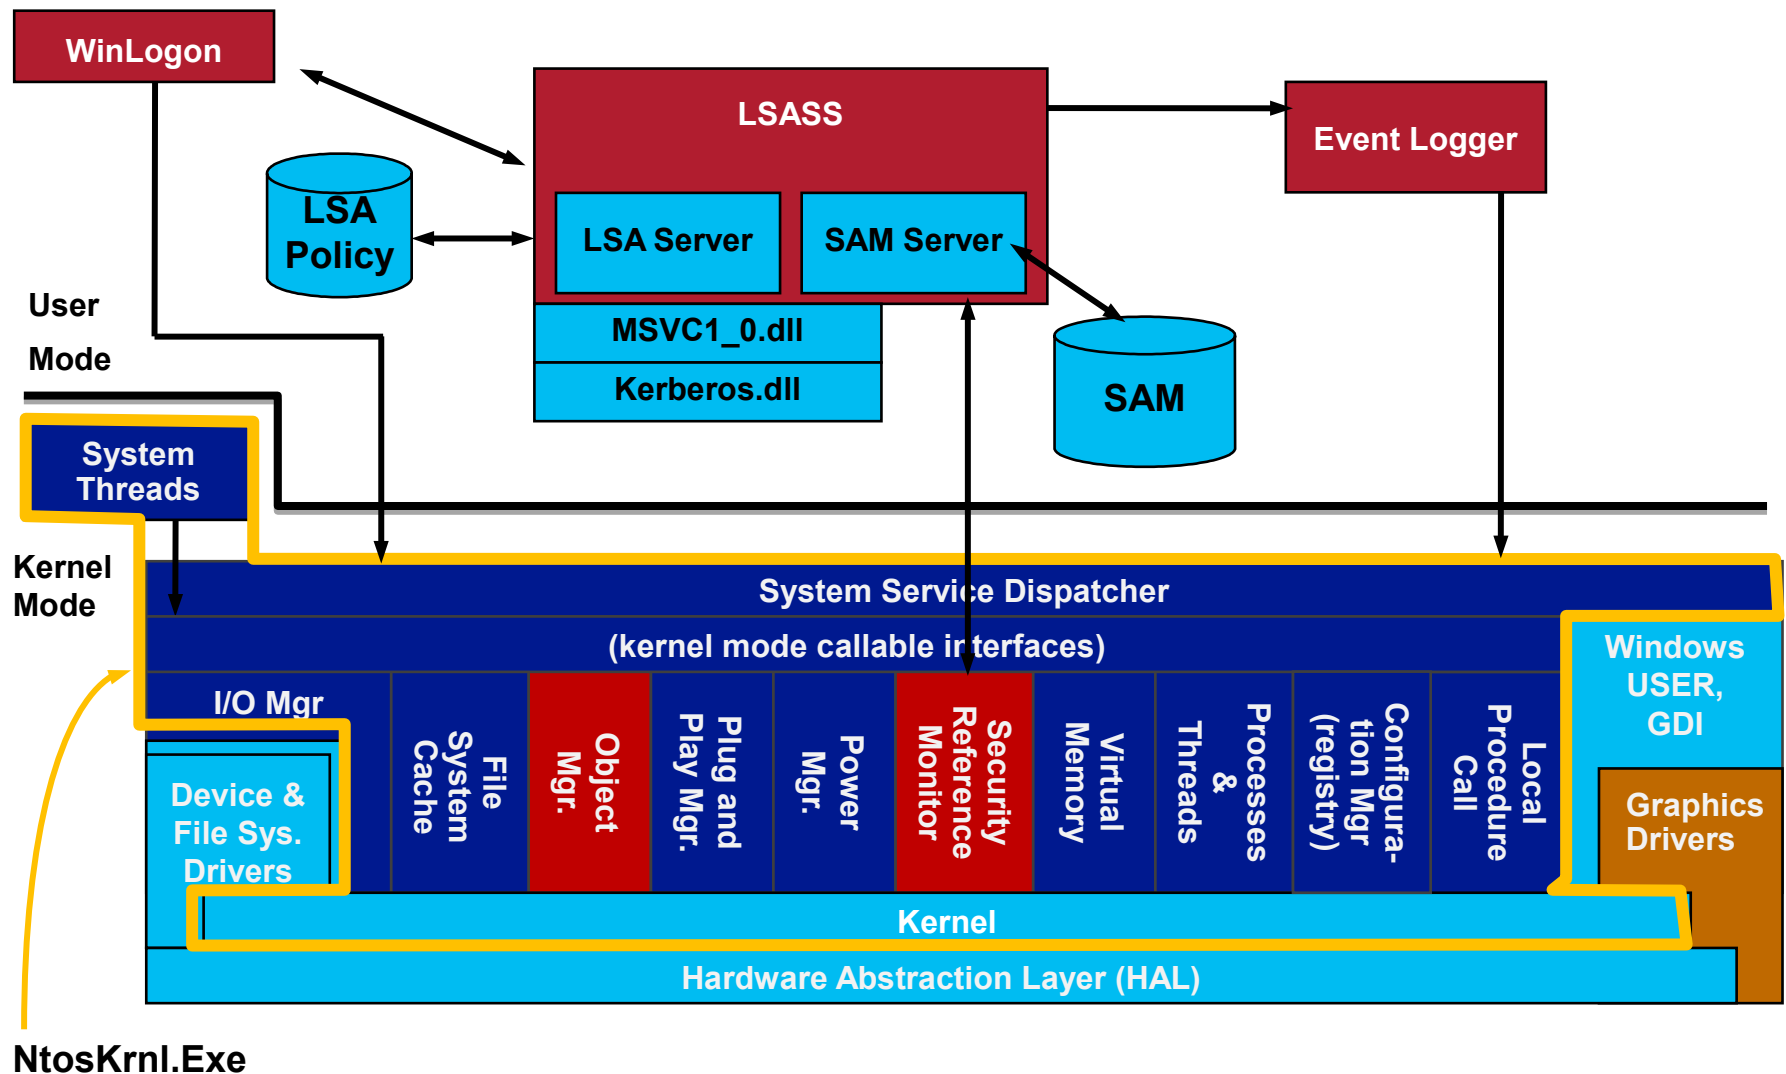 WinLogon
LSASS
Event Logger
LSA
Policy
LSA Server
SAM Server
User
Mode
MSVC1_0.dll
Kerberos.dll
SAM
System
Threads
Kernel
Mode
System Service Dispatcher
(kernel mode callable interfaces)
Windows
USER,
GDI
I/O Mgr
File
System
Cache
Object
Mgr.
Plug and
Play Mgr.
Power
Mgr.
Security
Reference
Monitor
Virtual
Memory
Processes
&
Threads
Configura-
tion Mgr
(registry)
Local
Procedure
Call
Device &
File Sys.
Drivers
Graphics
Drivers
Kernel
Hardware Abstraction Layer (HAL)
NtosKrnl.Exe